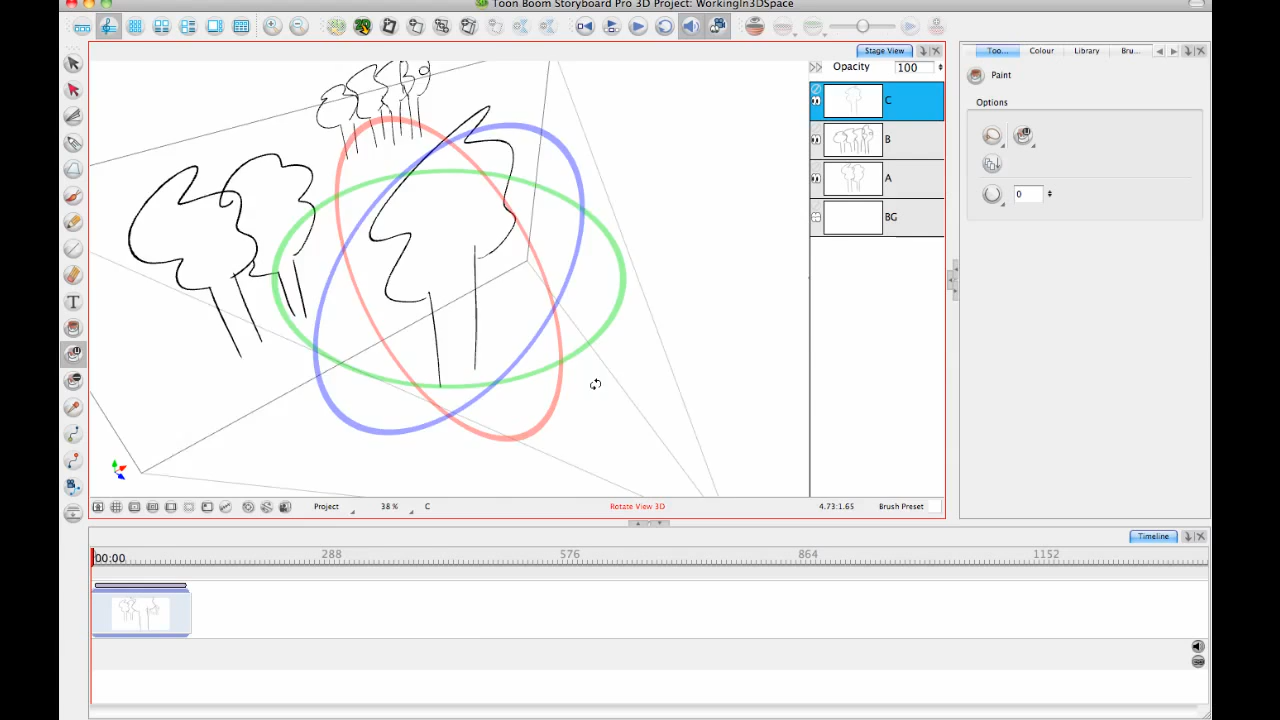 Toon Boom Storyboard Pro 3D Project: WorkingIn3DSpace
Stage View
Opacity 100
C
B
A
BG
Too... Colour Library Bru...
Paint
Options
0
T
Project 38 % C Rotate View 3D 4.73:1.65 Brush Preset
Timeline
00:00 288 576 864 1152